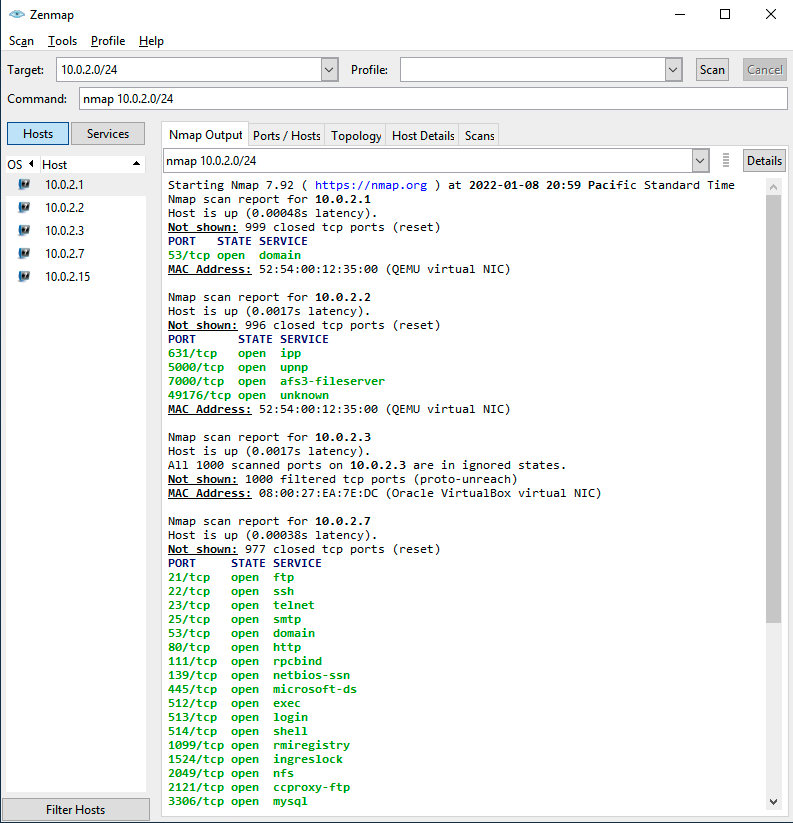 Zenmap
Scan Tools Profile Help
Target: 10.0.2.0/24 Profile: Scan Cancel
Command: nmap 10.0.2.0/24
Hosts Services
OS Host
10.0.2.1
10.0.2.2
10.0.2.3
10.0.2.7
10.0.2.15
Filter Hosts
Nmap Output Ports / Hosts Topology Host Details Scans
nmap 10.0.2.0/24 Details
Starting Nmap 7.92 ( https://nmap.org ) at 2022-01-08 20:59 Pacific Standard Time
Nmap scan report for 10.0.2.1
Host is up (0.00048s latency).
Not shown: 999 closed tcp ports (reset)
PORT   STATE SERVICE
53/tcp open  domain
MAC Address: 52:54:00:12:35:00 (QEMU virtual NIC)
Nmap scan report for 10.0.2.2
Host is up (0.0017s latency).
Not shown: 996 closed tcp ports (reset)
PORT      STATE SERVICE
631/tcp   open  ipp
5000/tcp  open  upnp
7000/tcp  open  afs3-fileserver
49176/tcp open  unknown
MAC Address: 52:54:00:12:35:00 (QEMU virtual NIC)
Nmap scan report for 10.0.2.3
Host is up (0.0017s latency).
All 1000 scanned ports on 10.0.2.3 are in ignored states.
Not shown: 1000 filtered tcp ports (proto-unreach)
MAC Address: 08:00:27:EA:7E:DC (Oracle VirtualBox virtual NIC)
Nmap scan report for 10.0.2.7
Host is up (0.00038s latency).
Not shown: 977 closed tcp ports (reset)
PORT     STATE SERVICE
21/tcp   open  ftp
22/tcp   open  ssh
23/tcp   open  telnet
25/tcp   open  smtp
53/tcp   open  domain
80/tcp   open  http
111/tcp  open  rpcbind
139/tcp  open  netbios-ssn
445/tcp  open  microsoft-ds
512/tcp  open  exec
513/tcp  open  login
514/tcp  open  shell
1099/tcp open  rmiregistry
1524/tcp open  ingreslock
2049/tcp open  nfs
2121/tcp open  ccproxy-ftp
3306/tcp open  mysql